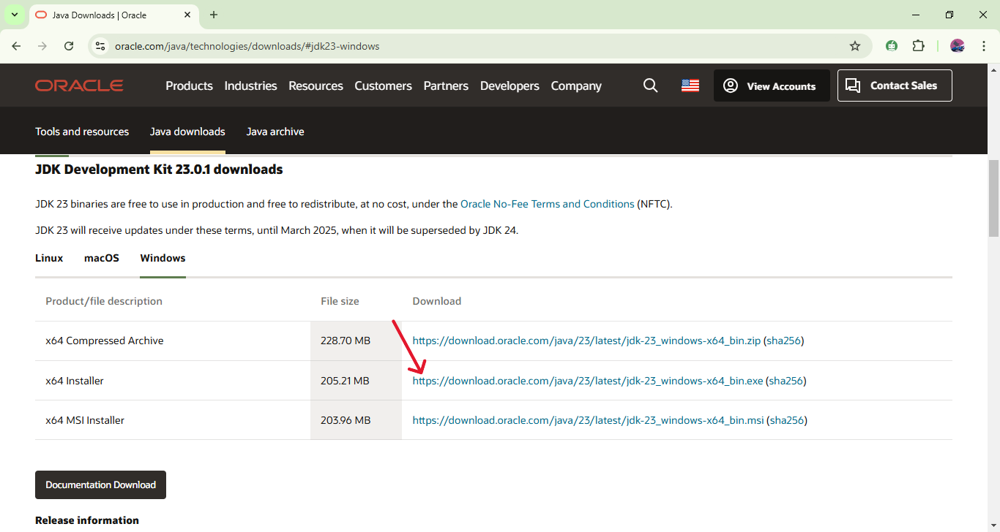 Java Downloads | Oracle
oracle.com/java/technologies/downloads/#jdk23-windows
ORACLE Products Industries Resources Customers Partners Developers Company View Accounts Contact Sales
Tools and resources Java downloads Java archive
JDK Development Kit 23.0.1 downloads
JDK 23 binaries are free to use in production and free to redistribute, at no cost, under the Oracle No-Fee Terms and Conditions (NFTC).
JDK 23 will receive updates under these terms, until March 2025, when it will be superseded by JDK 24.
Linux macOS Windows
Product/file description File size Download
x64 Compressed Archive 228.70 MB https://download.oracle.com/java/23/latest/jdk-23_windows-x64_bin.zip (sha256)
x64 Installer 205.21 MB https://download.oracle.com/java/23/latest/jdk-23_windows-x64_bin.exe (sha256)
x64 MSI Installer 203.96 MB https://download.oracle.com/java/23/latest/jdk-23_windows-x64_bin.msi (sha256)
Documentation Download
Release information